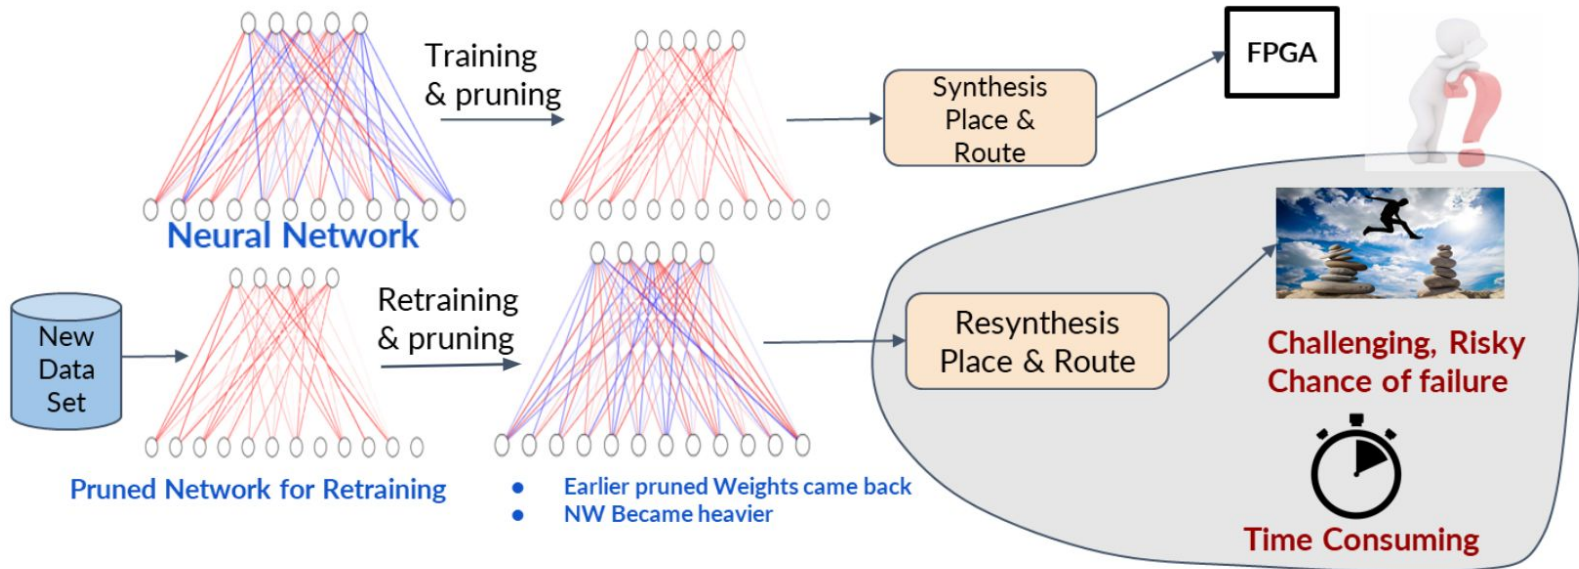 Training
& pruning
Synthesis
Place &
Route
FPGA
Neural Network
New
Data
Set
Retraining
& pruning
Resynthesis
Place & Route
Challenging, Risky
Chance of failure
Pruned Network for Retraining
● Earlier pruned Weights came back
● NW Became heavier
Time Consuming